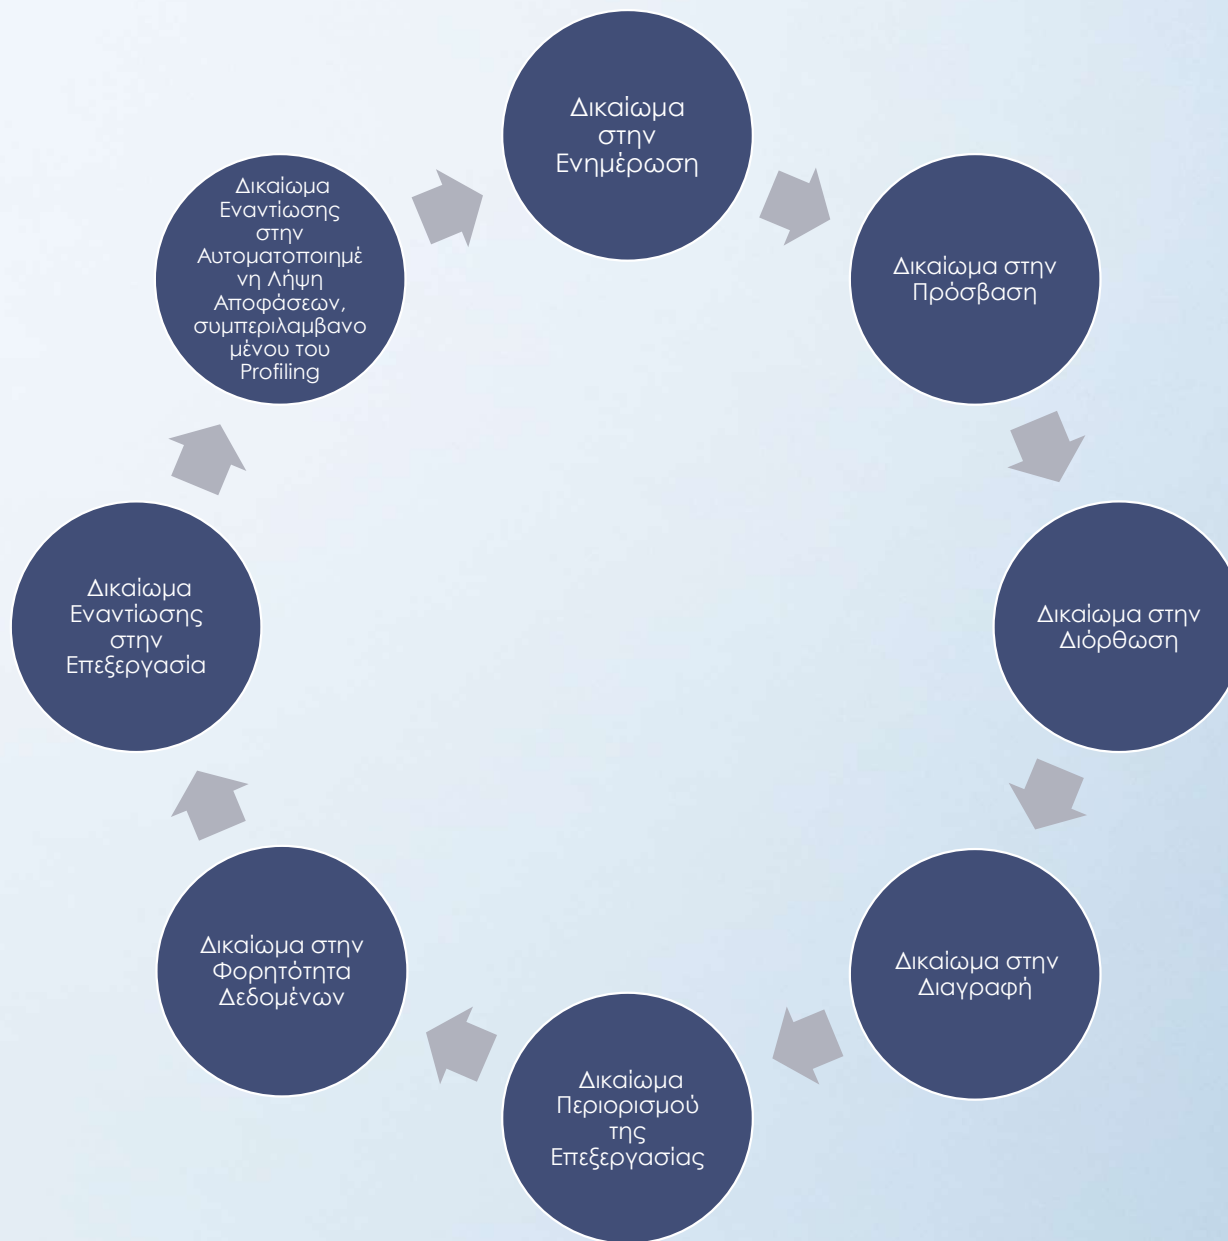 Δικαίωμα
στην
Ενημέρωση
Δικαίωμα στην
Πρόσβαση
Δικαίωμα στην
Διόρθωση
Δικαίωμα στην
Διαγραφή
Δικαίωμα
Περιορισμού
της
Επεξεργασίας
Δικαίωμα στην
Φορητότητα
Δεδομένων
Δικαίωμα
Εναντίωσης
στην
Επεξεργασία
Δικαίωμα
Εναντίωσης
στην
Αυτοματοποιημέ
νη Λήψη
Αποφάσεων,
συμπεριλαμβανο
μένου του
Profiling